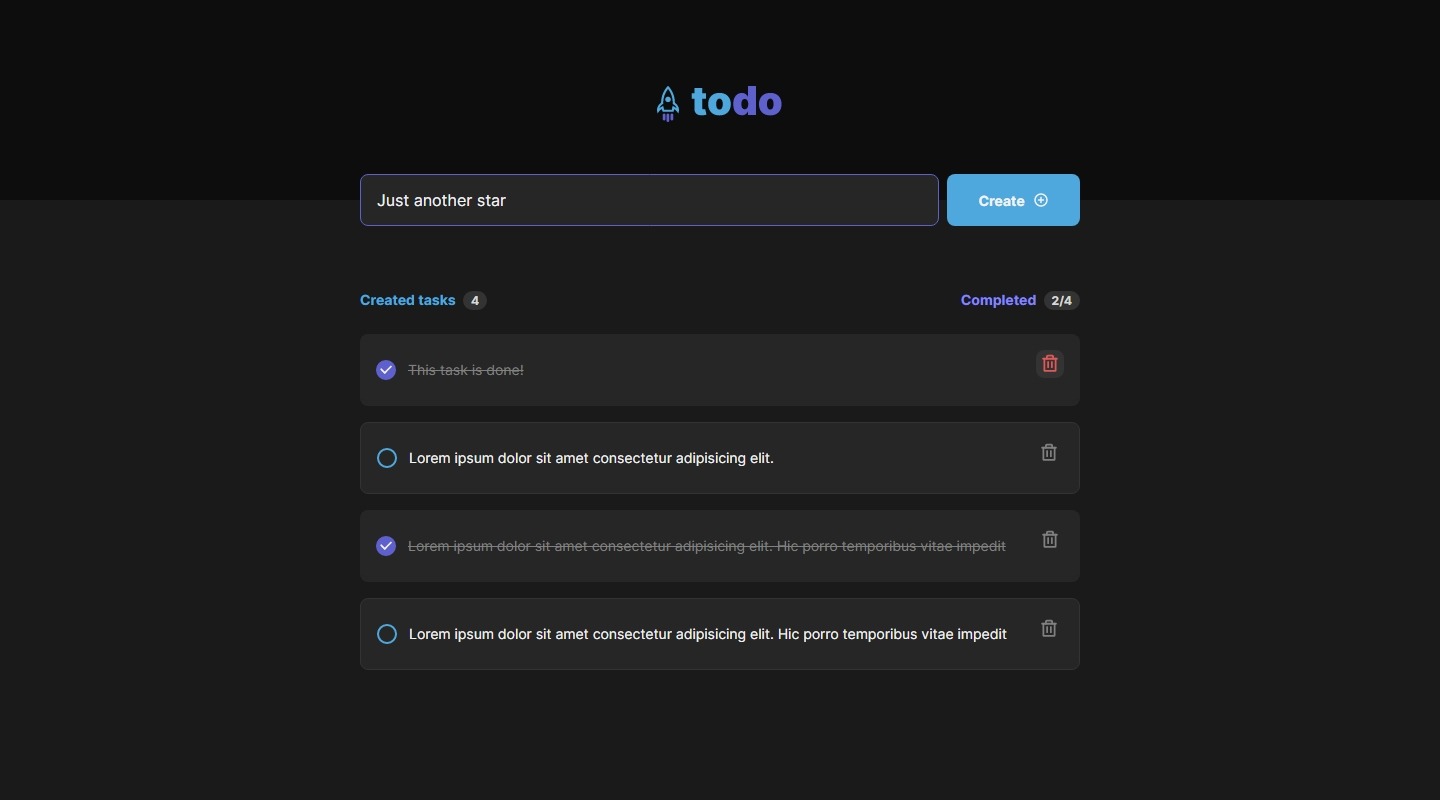 todo
Just another star
Create
Created tasks 4
Completed 2/4
This task is done!
Lorem ipsum dolor sit amet consectetur adipisicing elit.
Lorem ipsum dolor sit amet consectetur adipisicing elit. Hic porro temporibus vitae impedit
Lorem ipsum dolor sit amet consectetur adipisicing elit. Hic porro temporibus vitae impedit